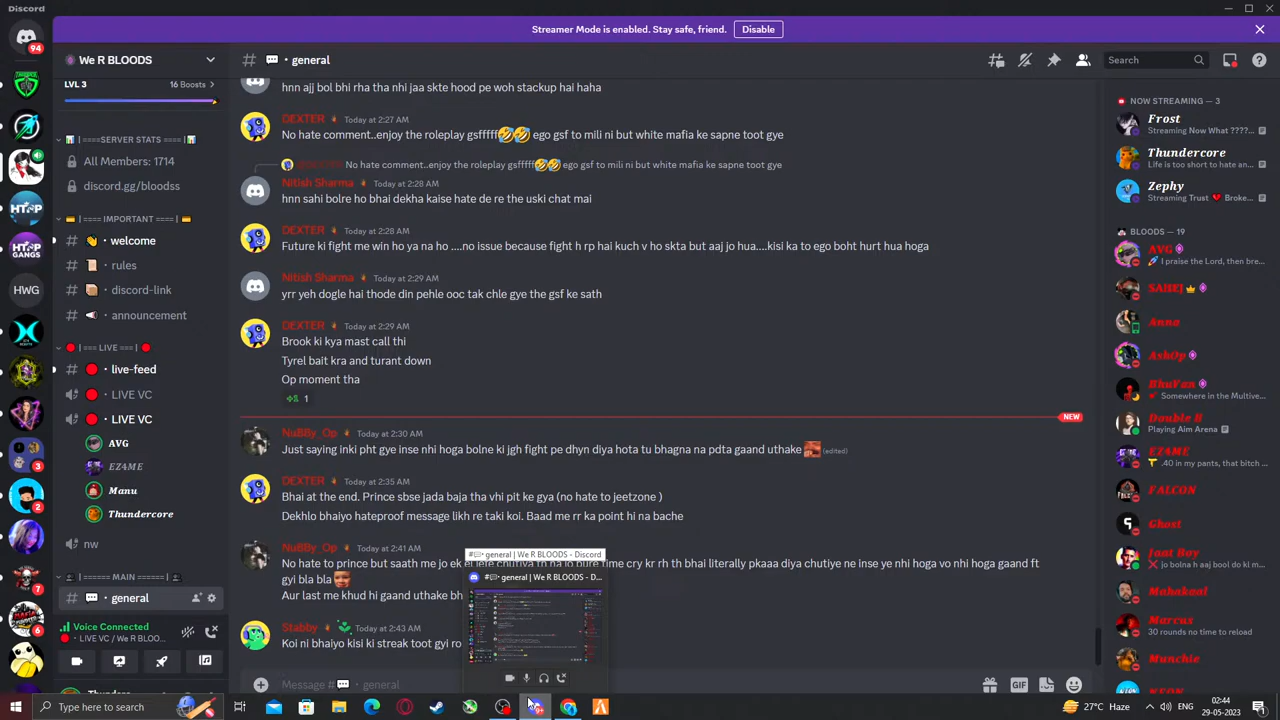 Discord
Streamer Mode is enabled. Stay safe, friend.
Disable
94
We R BLOODS
LVL 3
16 Boosts
====SERVER STATS ====
All Members: 1714
discord.gg/bloodss
==== IMPORTANT ====
welcome
rules
discord-link
announcement
=== LIVE ===
live-feed
LIVE VC
LIVE VC
AVG
EZ4ME
Manu
Thundercore
nw
==== MAIN ====
general
Voice Connected
LIVE VC / We R BLOO...
HTOP
HTOP
GANGS
HWG
3
2
7
6
# general
Search
hnn ajj bol bhi rha tha nhi jaa skte hood pe woh stackup hai haha
DEXTER Today at 2:27 AM
No hate comment..enjoy the roleplay gsfffff🤣🤣 ego gsf to mili ni but white mafia ke sapne toot gye
No hate comment..enjoy the roleplay gsfffff🤣🤣 ego gsf to mili ni but white mafia ke sapne toot gye
Nitish Sharma Today at 2:28 AM
hnn sahi bolre ho bhai dekha kaise hate de re the uski chat mai
DEXTER Today at 2:28 AM
Future ki fight me win ho ya na ho ....no issue because fight h rp hai kuch v ho skta but aaj jo hua....kisi ka to ego boht hurt hua hoga
Nitish Sharma Today at 2:29 AM
yrr yeh dogle hai thode din pehle ooc tak chle gye the gsf ke sath
DEXTER Today at 2:29 AM
Brook ki kya mast call thi
Tyrel bait kra and turant down
Op moment tha
1
NEW
NuBBy_Op Today at 2:30 AM
Just saying inki pht gye inse nhi hoga bolne ki jgh fight pe dhyn diya hota tu bhagna na pdta gaand uthake (edited)
DEXTER Today at 2:35 AM
Bhai at the end. Prince sbse jada baja tha vhi pit ke gya (no hate to jeetzone )
Dekhlo bhaiyo hateproof message likh re taki koi. Baad me rr ka point hi na bache
NuBBy_Op Today at 2:41 AM
# general | We R BLOODS - Discord
No hate to prince but saath
time cry kr rh th bhai literally pkaaa diya chutiye ne inse ye nhi hoga vo nhi hoga gaand ft
gyi bla bla
# general | We R BLOODS - D...
Aur last me khud hi gaand uthake bh
Stabby Today at 2:43 AM
Koi ni bhaiyo kisi ki streak toot gyi ro
Message # general
GIF
NOW STREAMING — 3
Frost
Streaming Now What ????...
Thundercore
Life is too short to hate an...
Zephy
Streaming Trust Broke...
BLOODS — 19
AVG
I praise the Lord, then bre...
SAHEJ
Anna
AshOp
BhuVan
Somewhere in the Multive...
Double B
Playing Aim Arena
EZ4ME
.40 in my pants, that bitch ...
FALCON
Ghost
Jaat Boy
jo bolna h aaj bool do ki m...
Mahakaal
Marcus
30 rounds no time to reload
Munchie
Type here to search
27°C Haze
02:44
29-05-2023